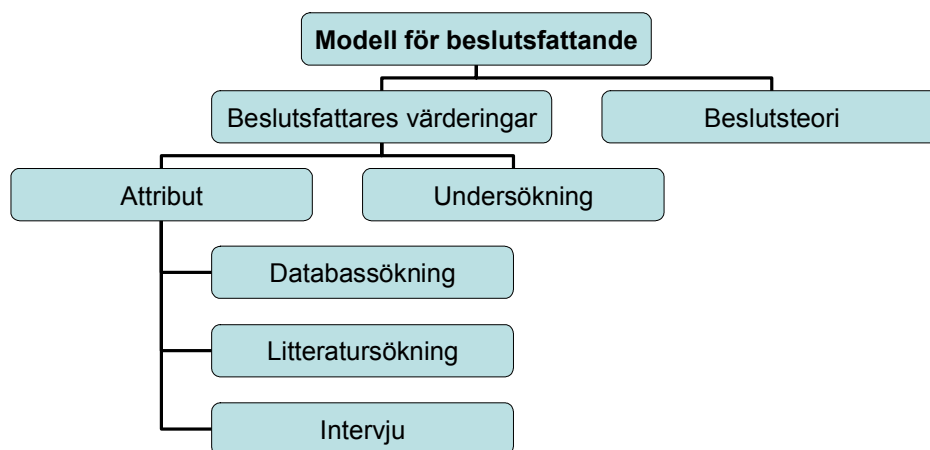 Modell för beslutsfattande
Beslutsfattares värderingar
Beslutsteori
Attribut
Undersökning
Databassökning
Litteratursökning
Intervju